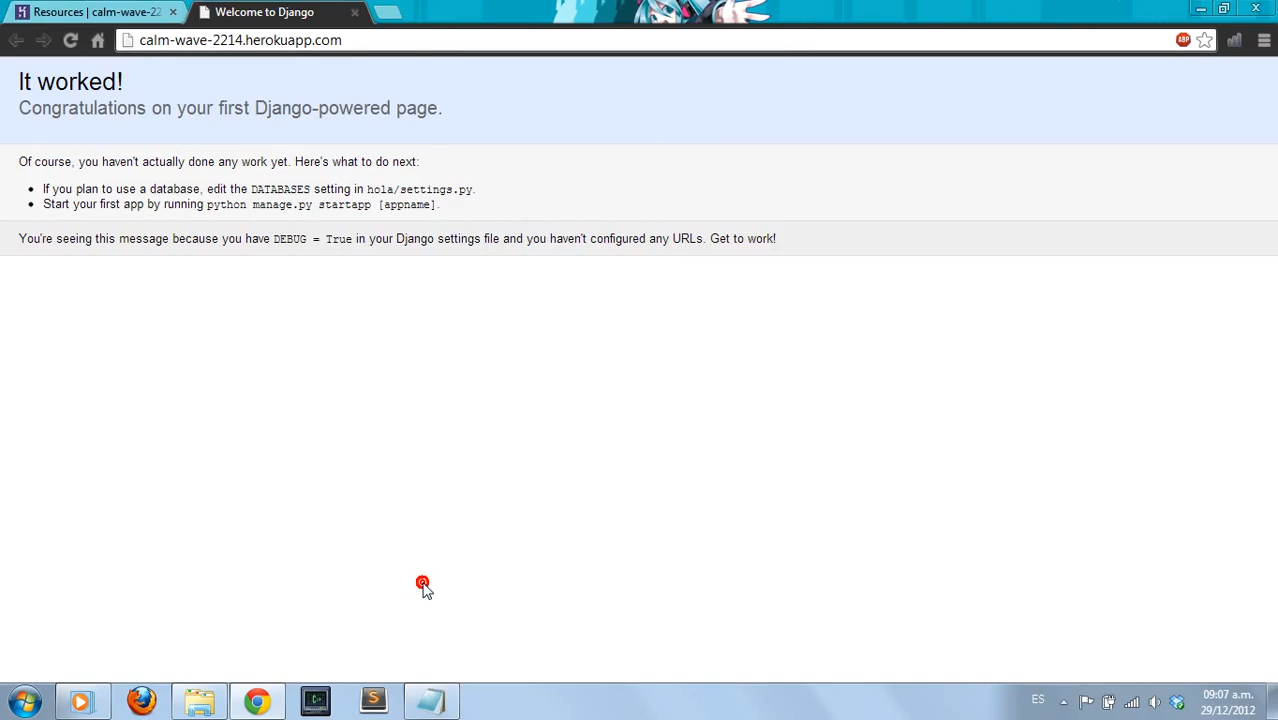 Resources | calm-wave-22
Welcome to Django
calm-wave-2214.herokuapp.com
ABP
It worked!
Congratulations on your first Django-powered page.
Of course, you haven't actually done any work yet. Here's what to do next:
If you plan to use a database, edit the DATABASES setting in hola/settings.py.
Start your first app by running python manage.py startapp [appname].
You're seeing this message because you have DEBUG = True in your Django settings file and you haven't configured any URLs. Get to work!
ES
09:07 a.m.
29/12/2012